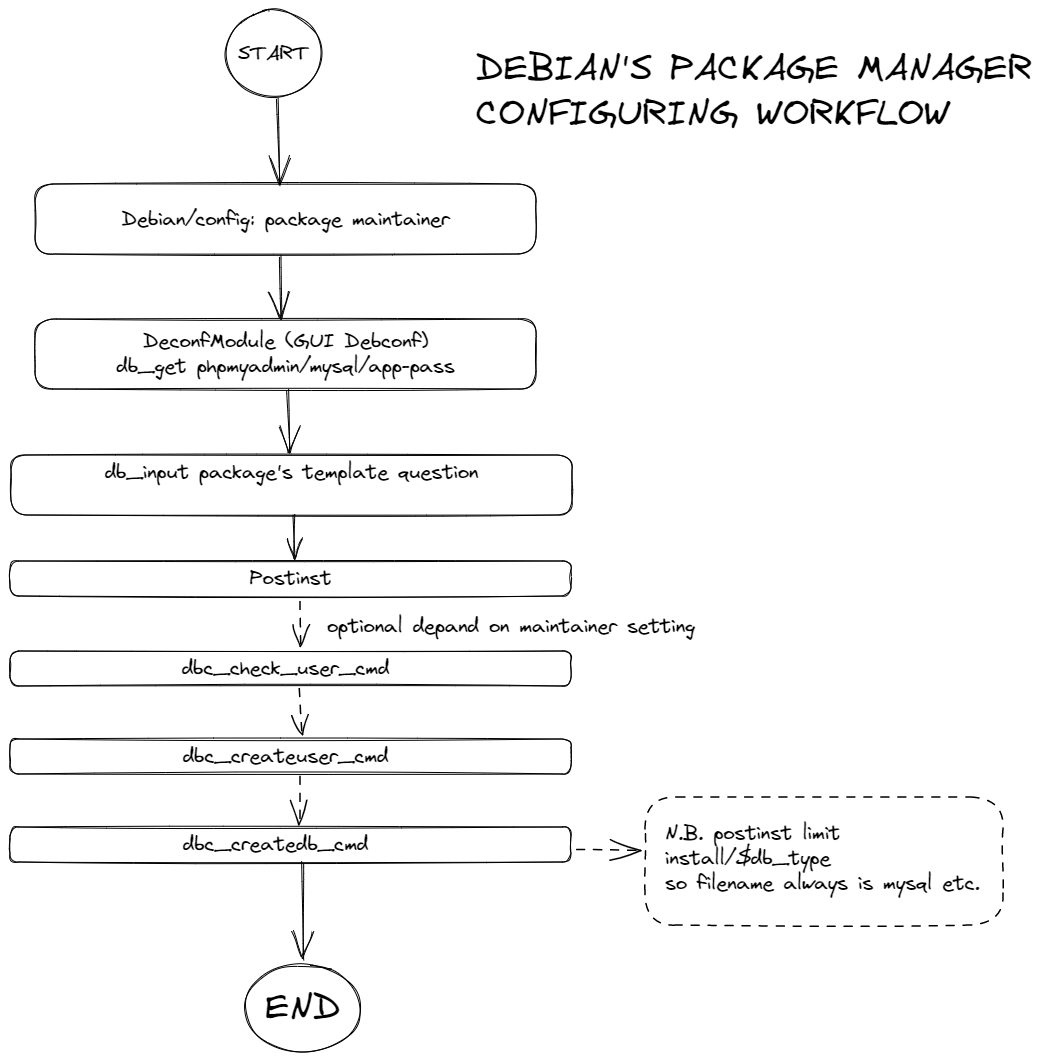 START
DEBIAN'S PACKAGE MANAGER
CONFIGURING WORKFLOW
Debian/config: package maintainer
DeconfModule (GUI Debconf)
db_get phpmyadmin/mysql/app-pass
db_input package's template question
Postinst
optional depand on maintainer setting
dbc_check_user_cmd
dbc_createuser_cmd
dbc_createdb_cmd
N.B. postinst limit
install/$db_type
so filename always is mysql etc.
END